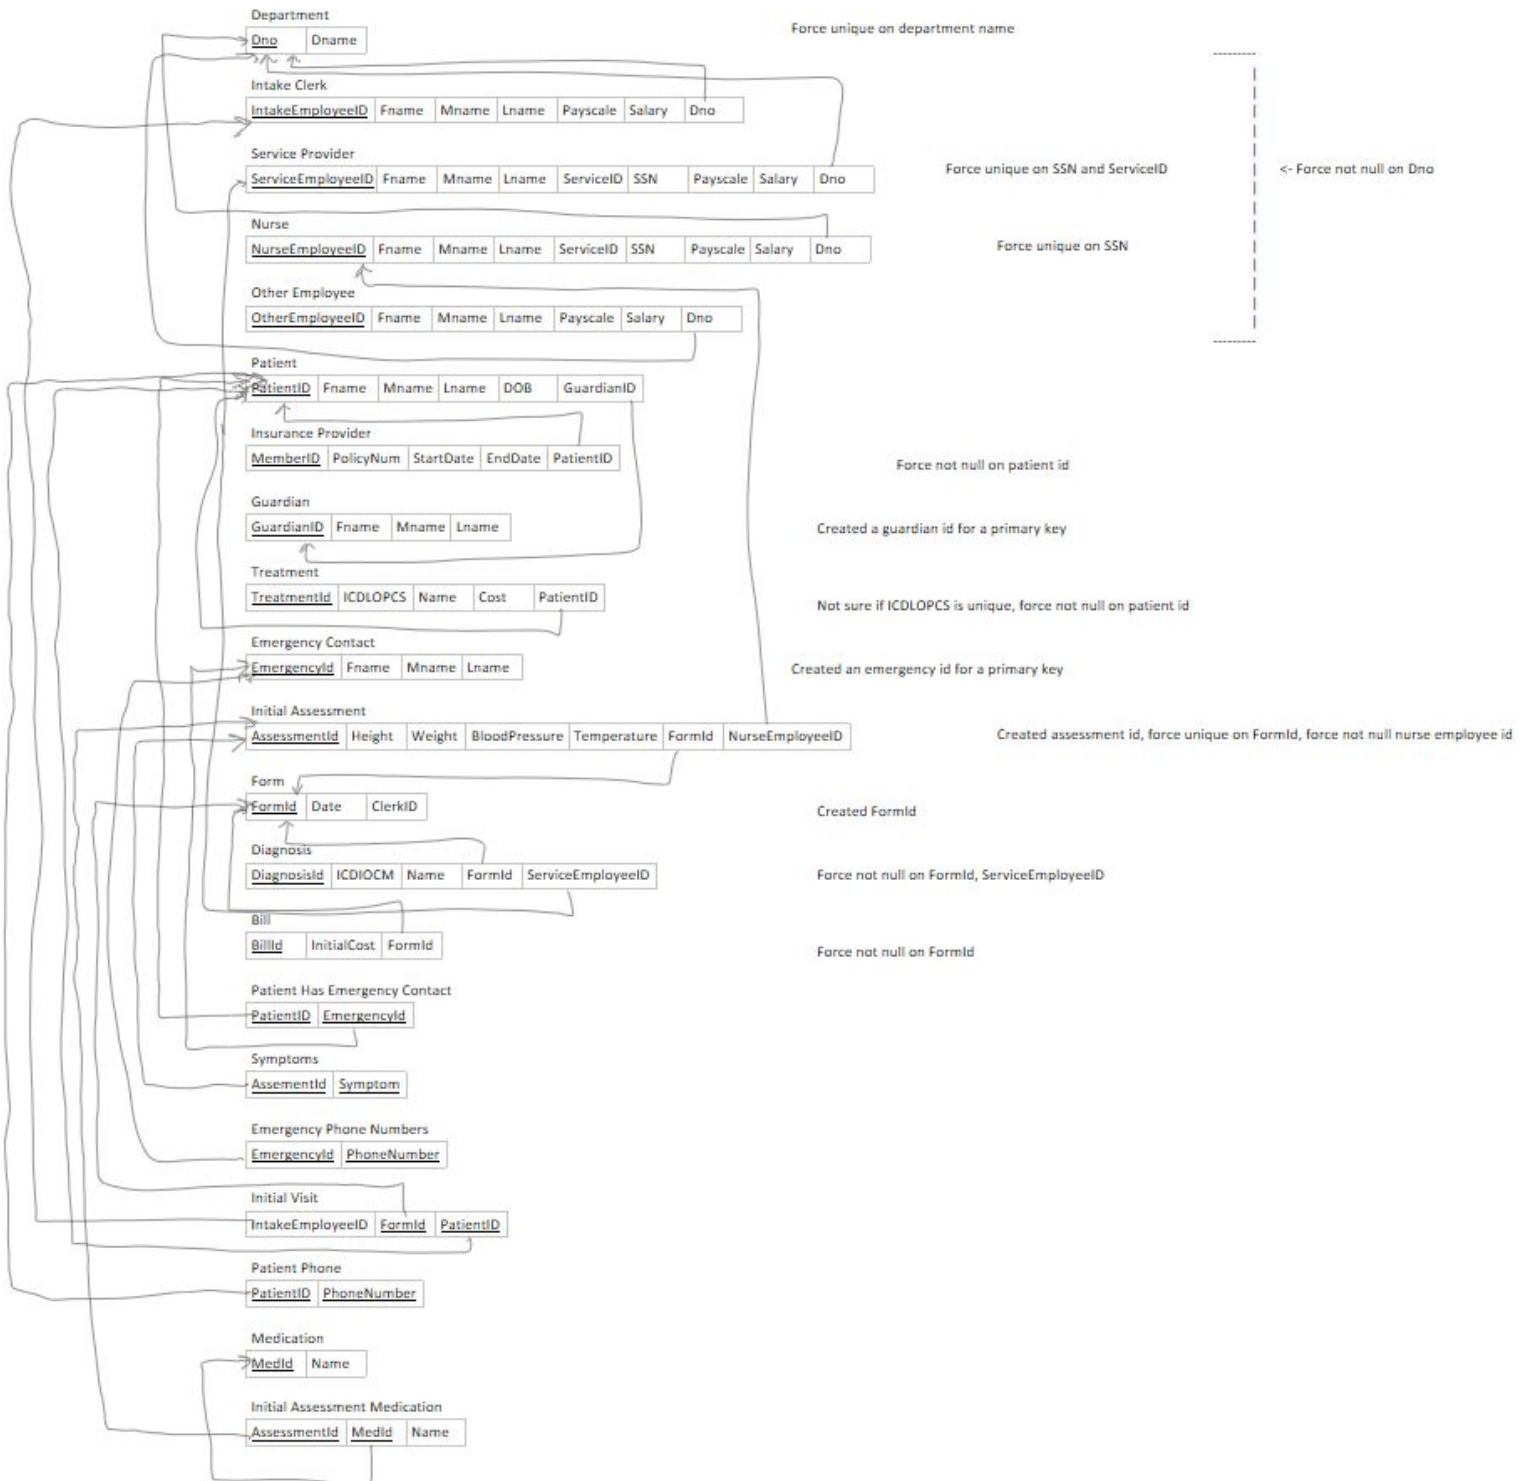 Department
Force unique on department name
Dno Dname
Intake Clerk
IntakeEmployeeID Fname Mname Lname Payscale Salary Dno
Service Provider
Force unique on SSN and ServiceID <- Force not null on Dno
ServiceEmployeeID Fname Mname Lname ServiceID SSN Payscale Salary Dno
Nurse
NurseEmployeeID Fname Mname Lname ServiceID SSN Payscale Salary Dno
Force unique on SSN
Other Employee
OtherEmployeeID Fname Mname Lname Payscale Salary Dno
Patient
PatientID Fname Mname Lname DOB GuardianID
Insurance Provider
MemberID PolicyNum StartDate EndDate PatientID
Force not null on patient id
Guardian
GuardianID Fname Mname Lname
Created a guardian id for a primary key
Treatment
TreatmentId ICDLOPCS Name Cost PatientID
Not sure if ICDLOPCS is unique, force not null on patient id
Emergency Contact
EmergencyId Fname Mname Lname
Created an emergency id for a primary key
Initial Assessment
AssessmentId Height Weight BloodPressure Temperature FormId NurseEmployeeID
Created assessment id, force unique on FormId, force not null nurse employee id
Form
FormId Date ClerkID
Created FormId
Diagnosis
DiagnosisId ICDIOCM Name FormId ServiceEmployeeID
Force not null on FormId, ServiceEmployeeID
Bill
BillId InitialCost FormId
Force not null on FormId
Patient Has Emergency Contact
PatientID EmergencyId
Symptoms
AssementId Symptom
Emergency Phone Numbers
EmergencyId PhoneNumber
Initial Visit
IntakeEmployeeID FormId PatientID
Patient Phone
PatientID PhoneNumber
Medication
MedId Name
Initial Assessment Medication
AssessmentId MedId Name